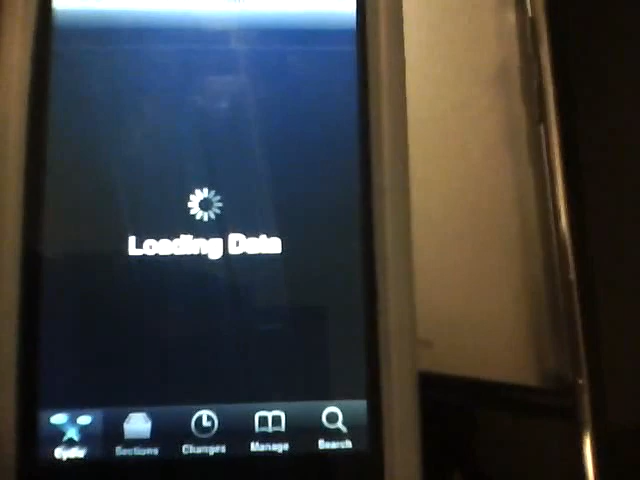 Loading Data
Cydia
Sections
Changes
Manage
Search